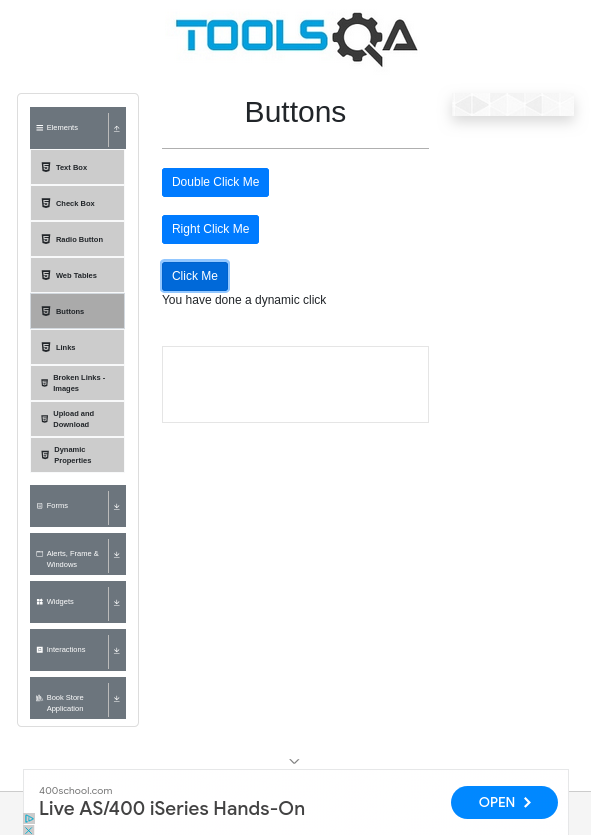 TOOLSQA
Buttons
Elements
Text Box
Check Box
Radio Button
Web Tables
Buttons
Links
Broken Links -
Images
Upload and
Download
Dynamic
Properties
Forms
Alerts, Frame &
Windows
Widgets
Interactions
Book Store
Application
Double Click Me
Right Click Me
Click Me
You have done a dynamic click
400school.com
Live AS/400 iSeries Hands-On
OPEN